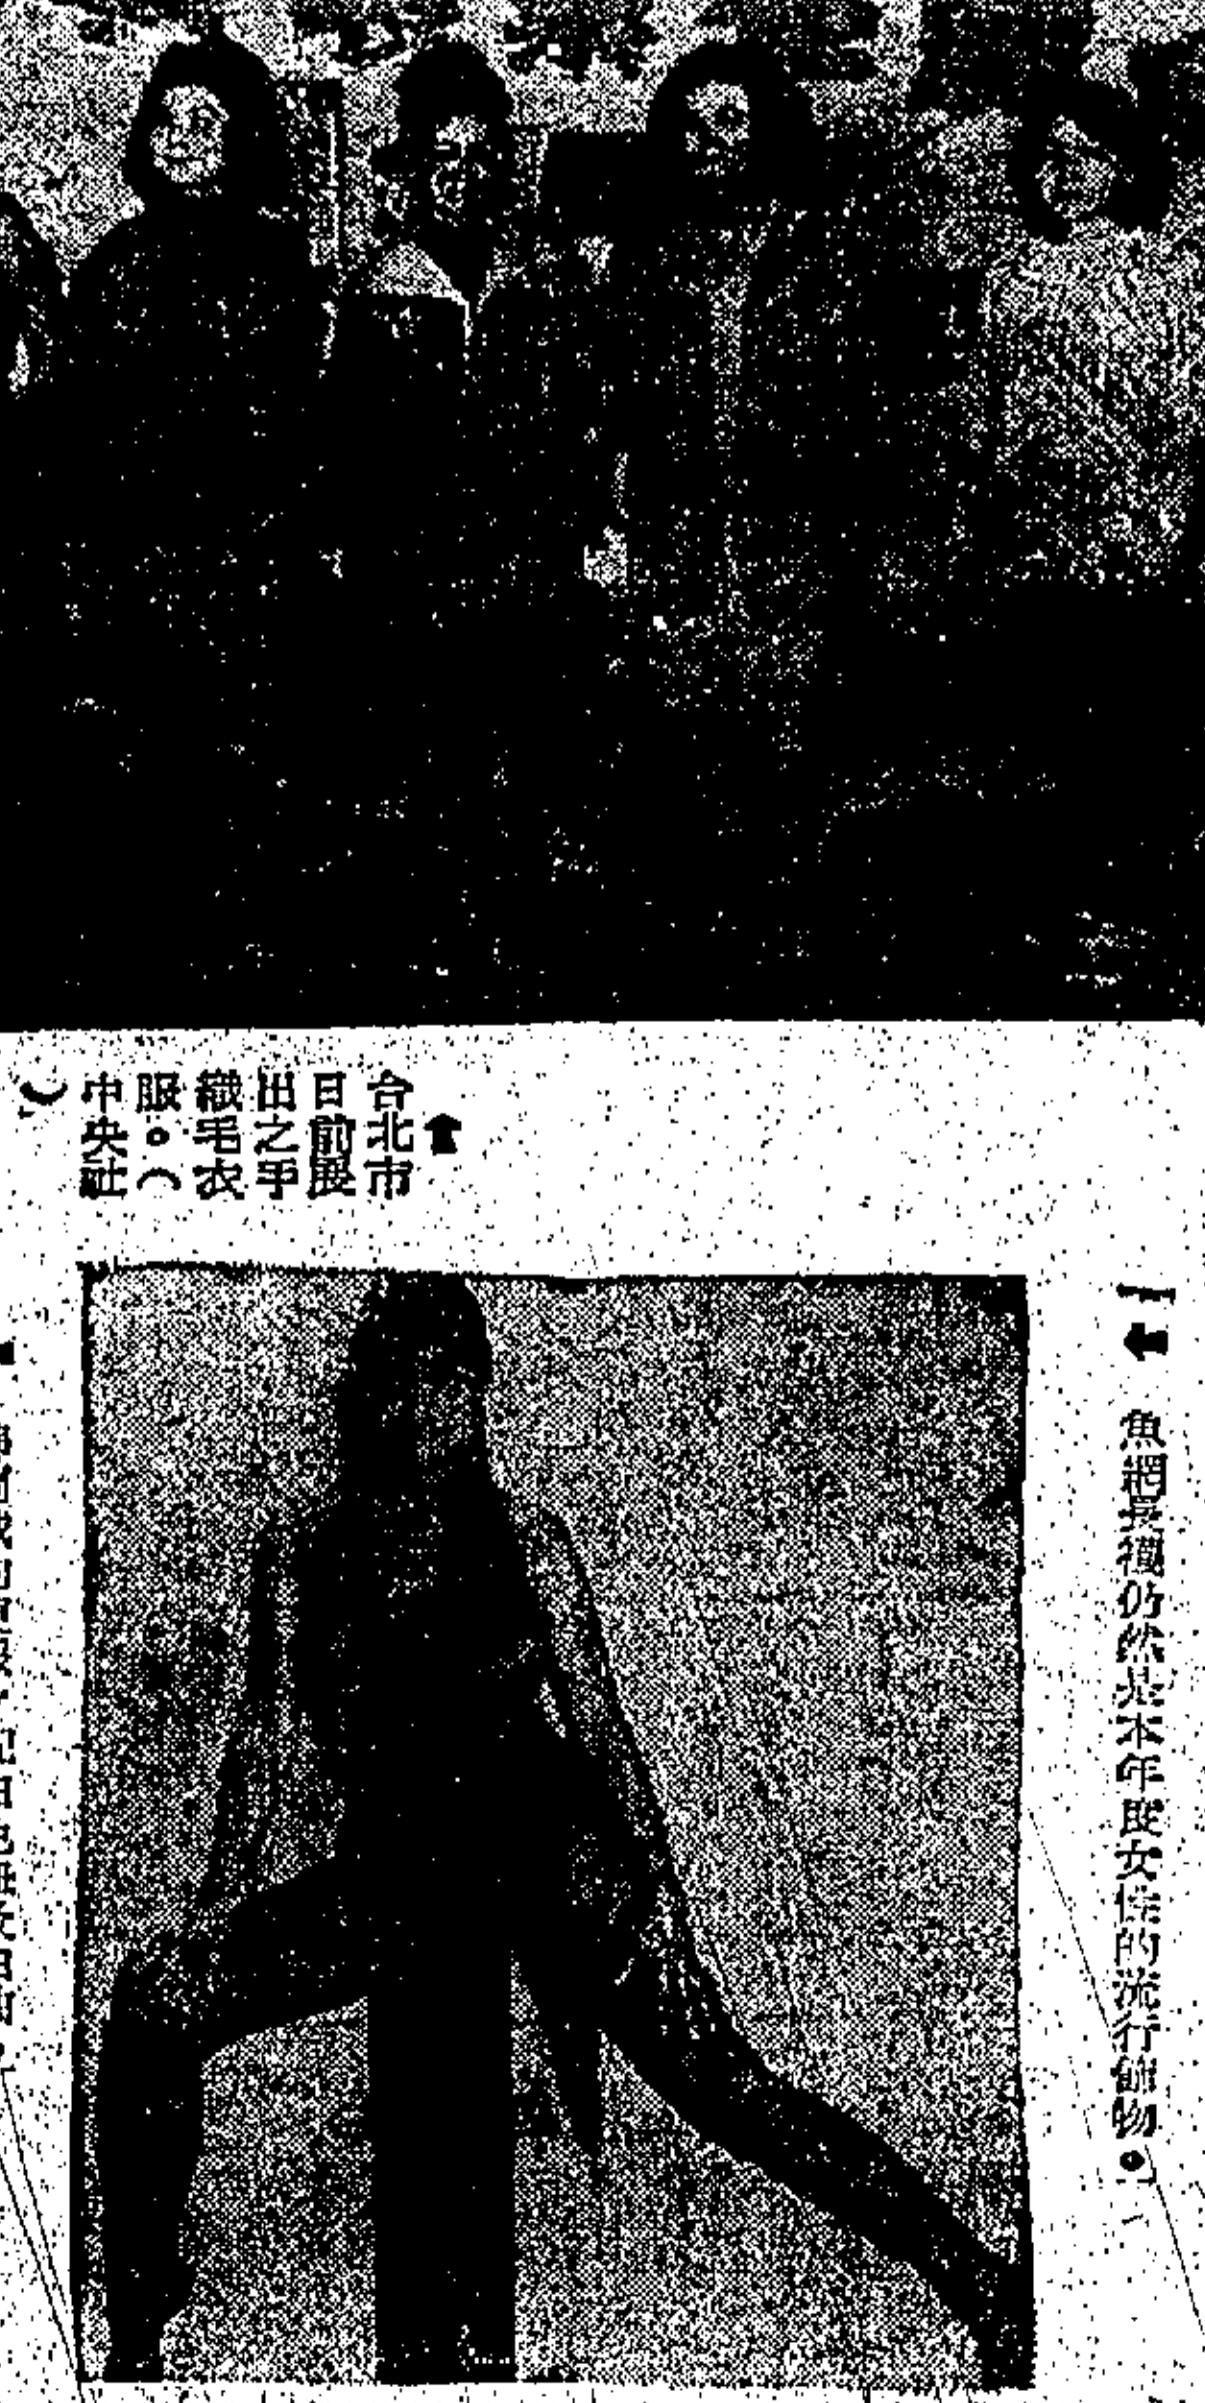 台北市
日前展
出之手
織毛衣
服。(
中央社
)
魚網長襪仍然是本年度女性的流行飾物。